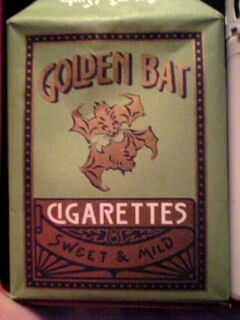 GOLDEN BAT
CIGARETTES
SWEET & MILD